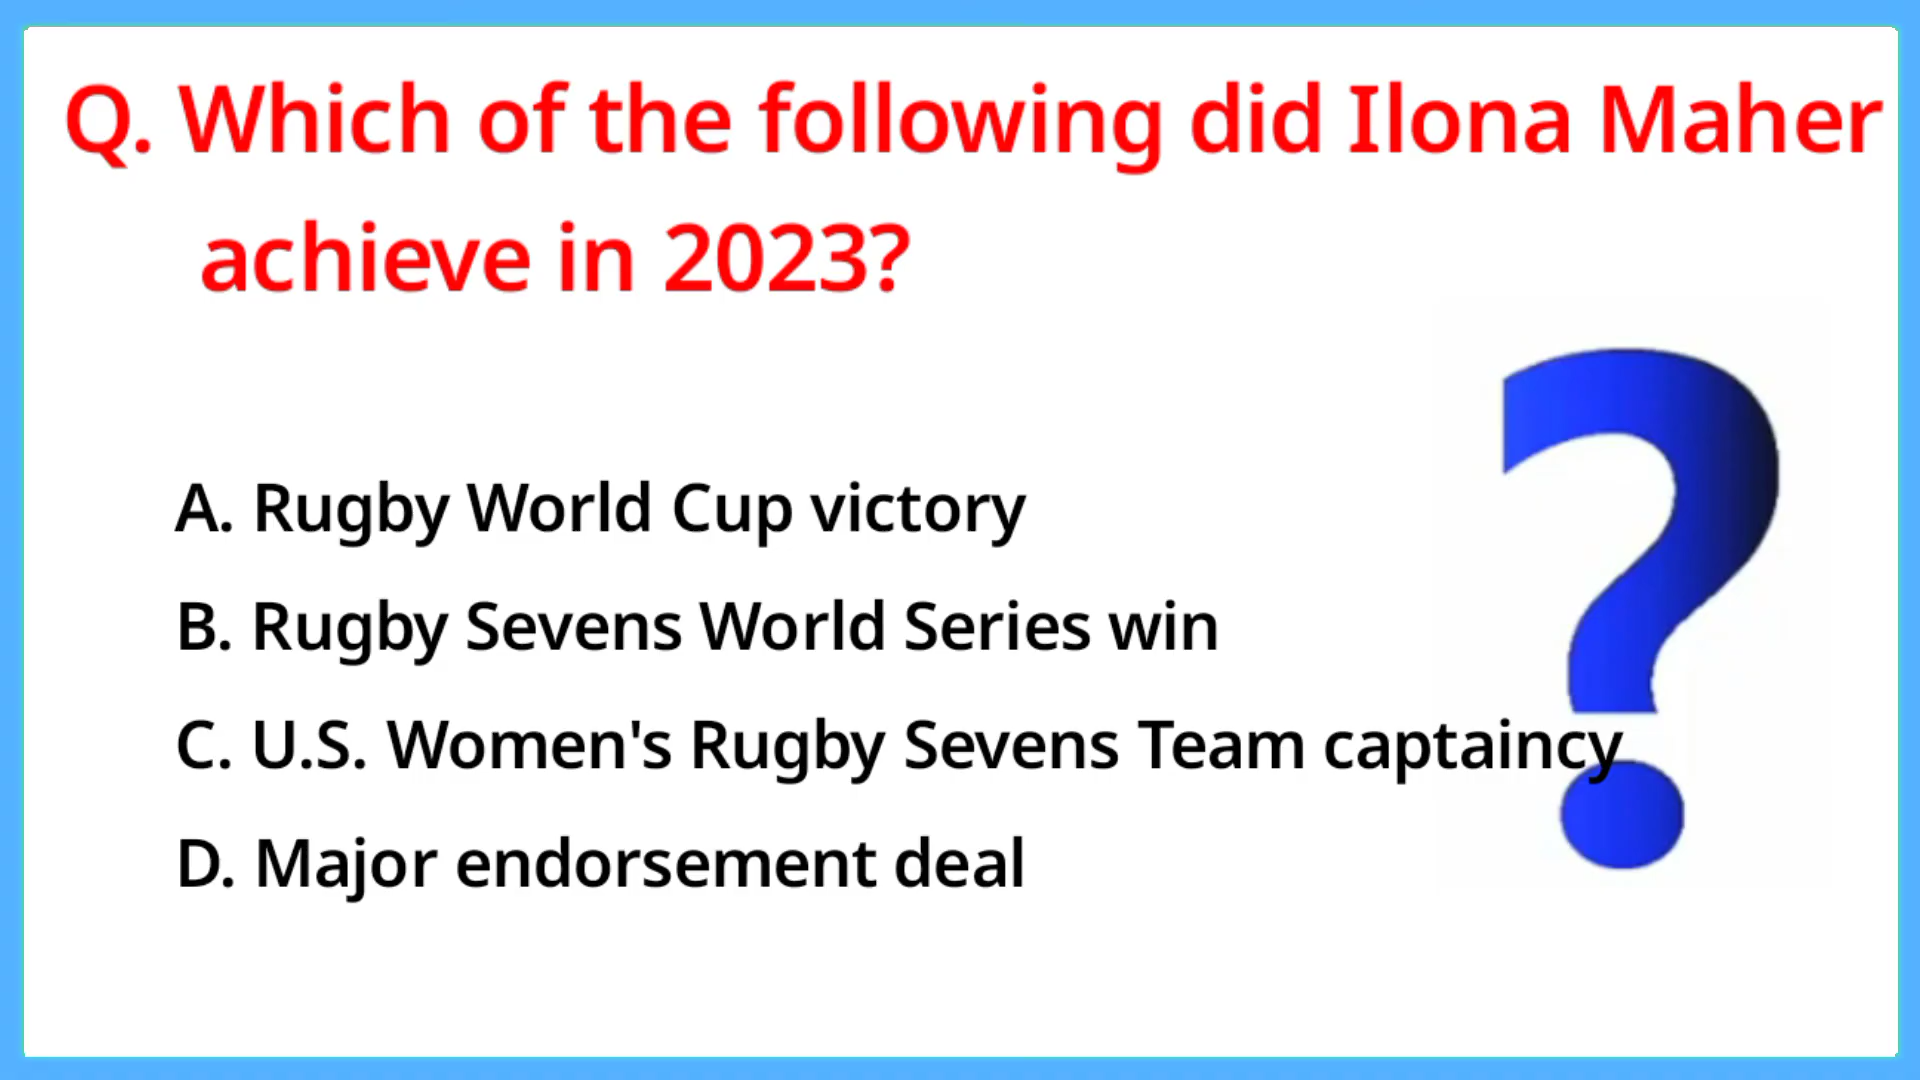 Q. Which of the following did Ilona Maher
achieve in 2023?
A. Rugby World Cup victory
B. Rugby Sevens World Series win
C. U.S. Women's Rugby Sevens Team captaincy
D. Major endorsement deal
?